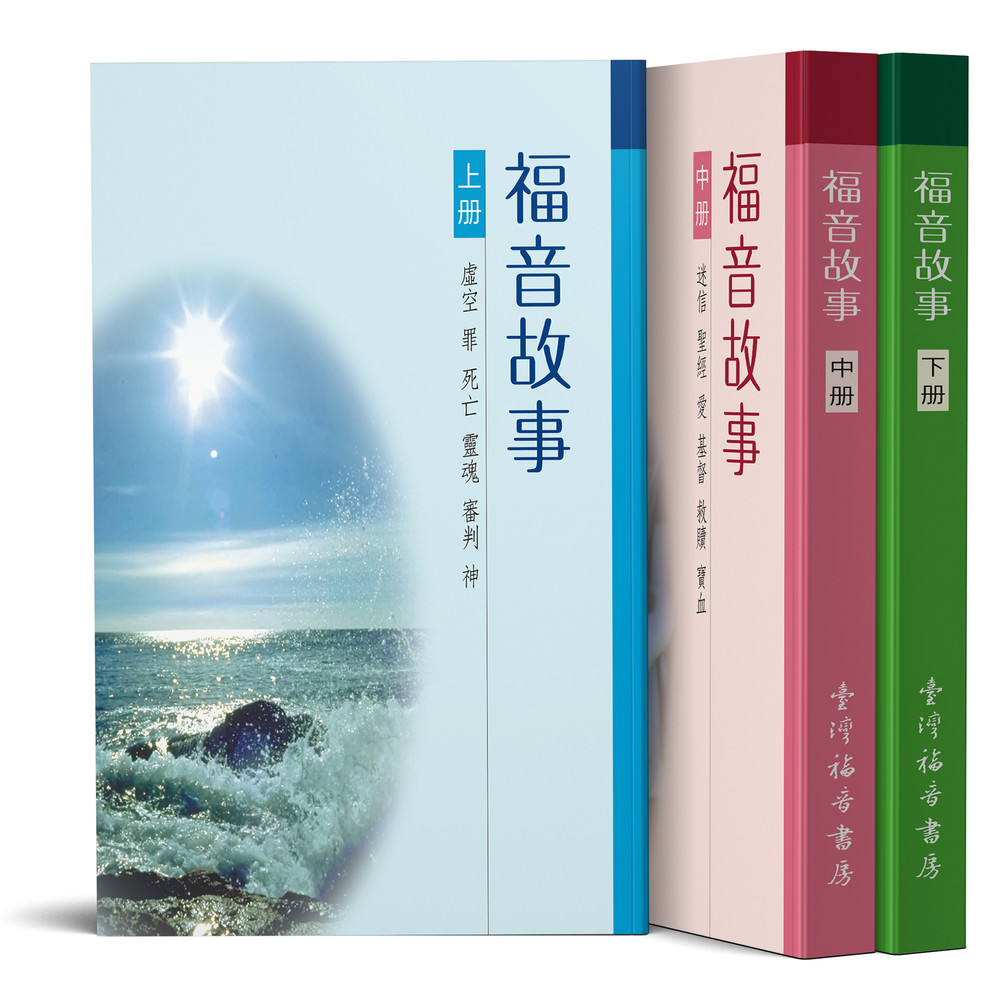 福音故事
上册
虛空 罪 死亡 靈魂 審判 神
福音故事
中册
迷信 聖經 愛 基督 救贖 寶血
福音故事
中册
臺灣福音書房
福音故事
下册
臺灣福音書房